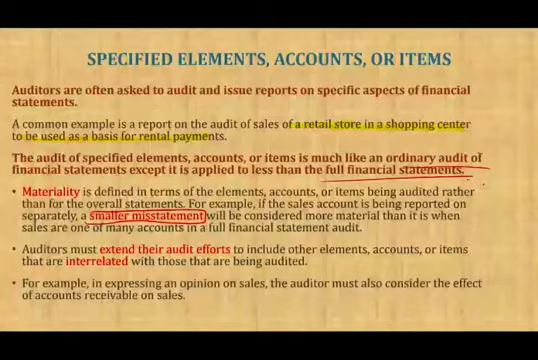 SPECIFIED ELEMENTS, ACCOUNTS, OR ITEMS
Auditors are often asked to audit and issue reports on specific aspects of financial
statements.
A common example is a report on the audit of sales of a retail store in a shopping center
to be used as a basis for rental payments.
The audit of specified elements, accounts, or items is much like an ordinary audit of
financial statements except it is applied to less than the full financial statements.
• Materiality is defined in terms of the elements, accounts, or items being audited rather
than for the overall statements. For example, if the sales account is being reported on
separately, a smaller misstatement will be considered more material than it is when
sales are one of many accounts in a full financial statement audit.
• Auditors must extend their audit efforts to include other elements, accounts, or items
that are interrelated with those that are being audited.
• For example, in expressing an opinion on sales, the auditor must also consider the effect
of accounts receivable on sales.